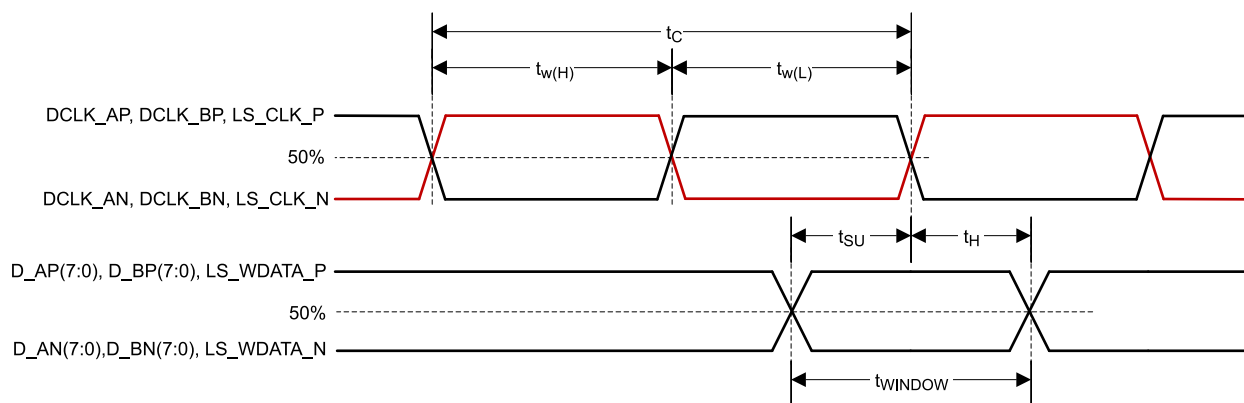 tC
tw(H)
tw(L)
DCLK_AP, DCLK_BP, LS_CLK_P
50%
DCLK_AN, DCLK_BN, LS_CLK_N
tSU
tH
D_AP(7:0), D_BP(7:0), LS_WDATA_P
50%
D_AN(7:0),D_BN(7:0), LS_WDATA_N
tWINDOW